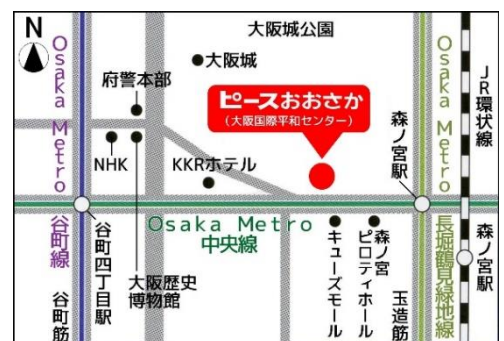 N
大阪城公園
Osaka Metro
谷町線
府警本部
大阪城
ピースおおさか
(大阪国際平和センター)
Osaka Metro
長堀鶴見緑地線
JR環状線
森ノ宮駅
NHK
KKRホテル
Osaka Metro
中央線
谷町四丁目駅
谷町筋
大阪歴史
博物館
キューズモール
森ノ宮
ピロティホール
玉造筋
森ノ宮駅